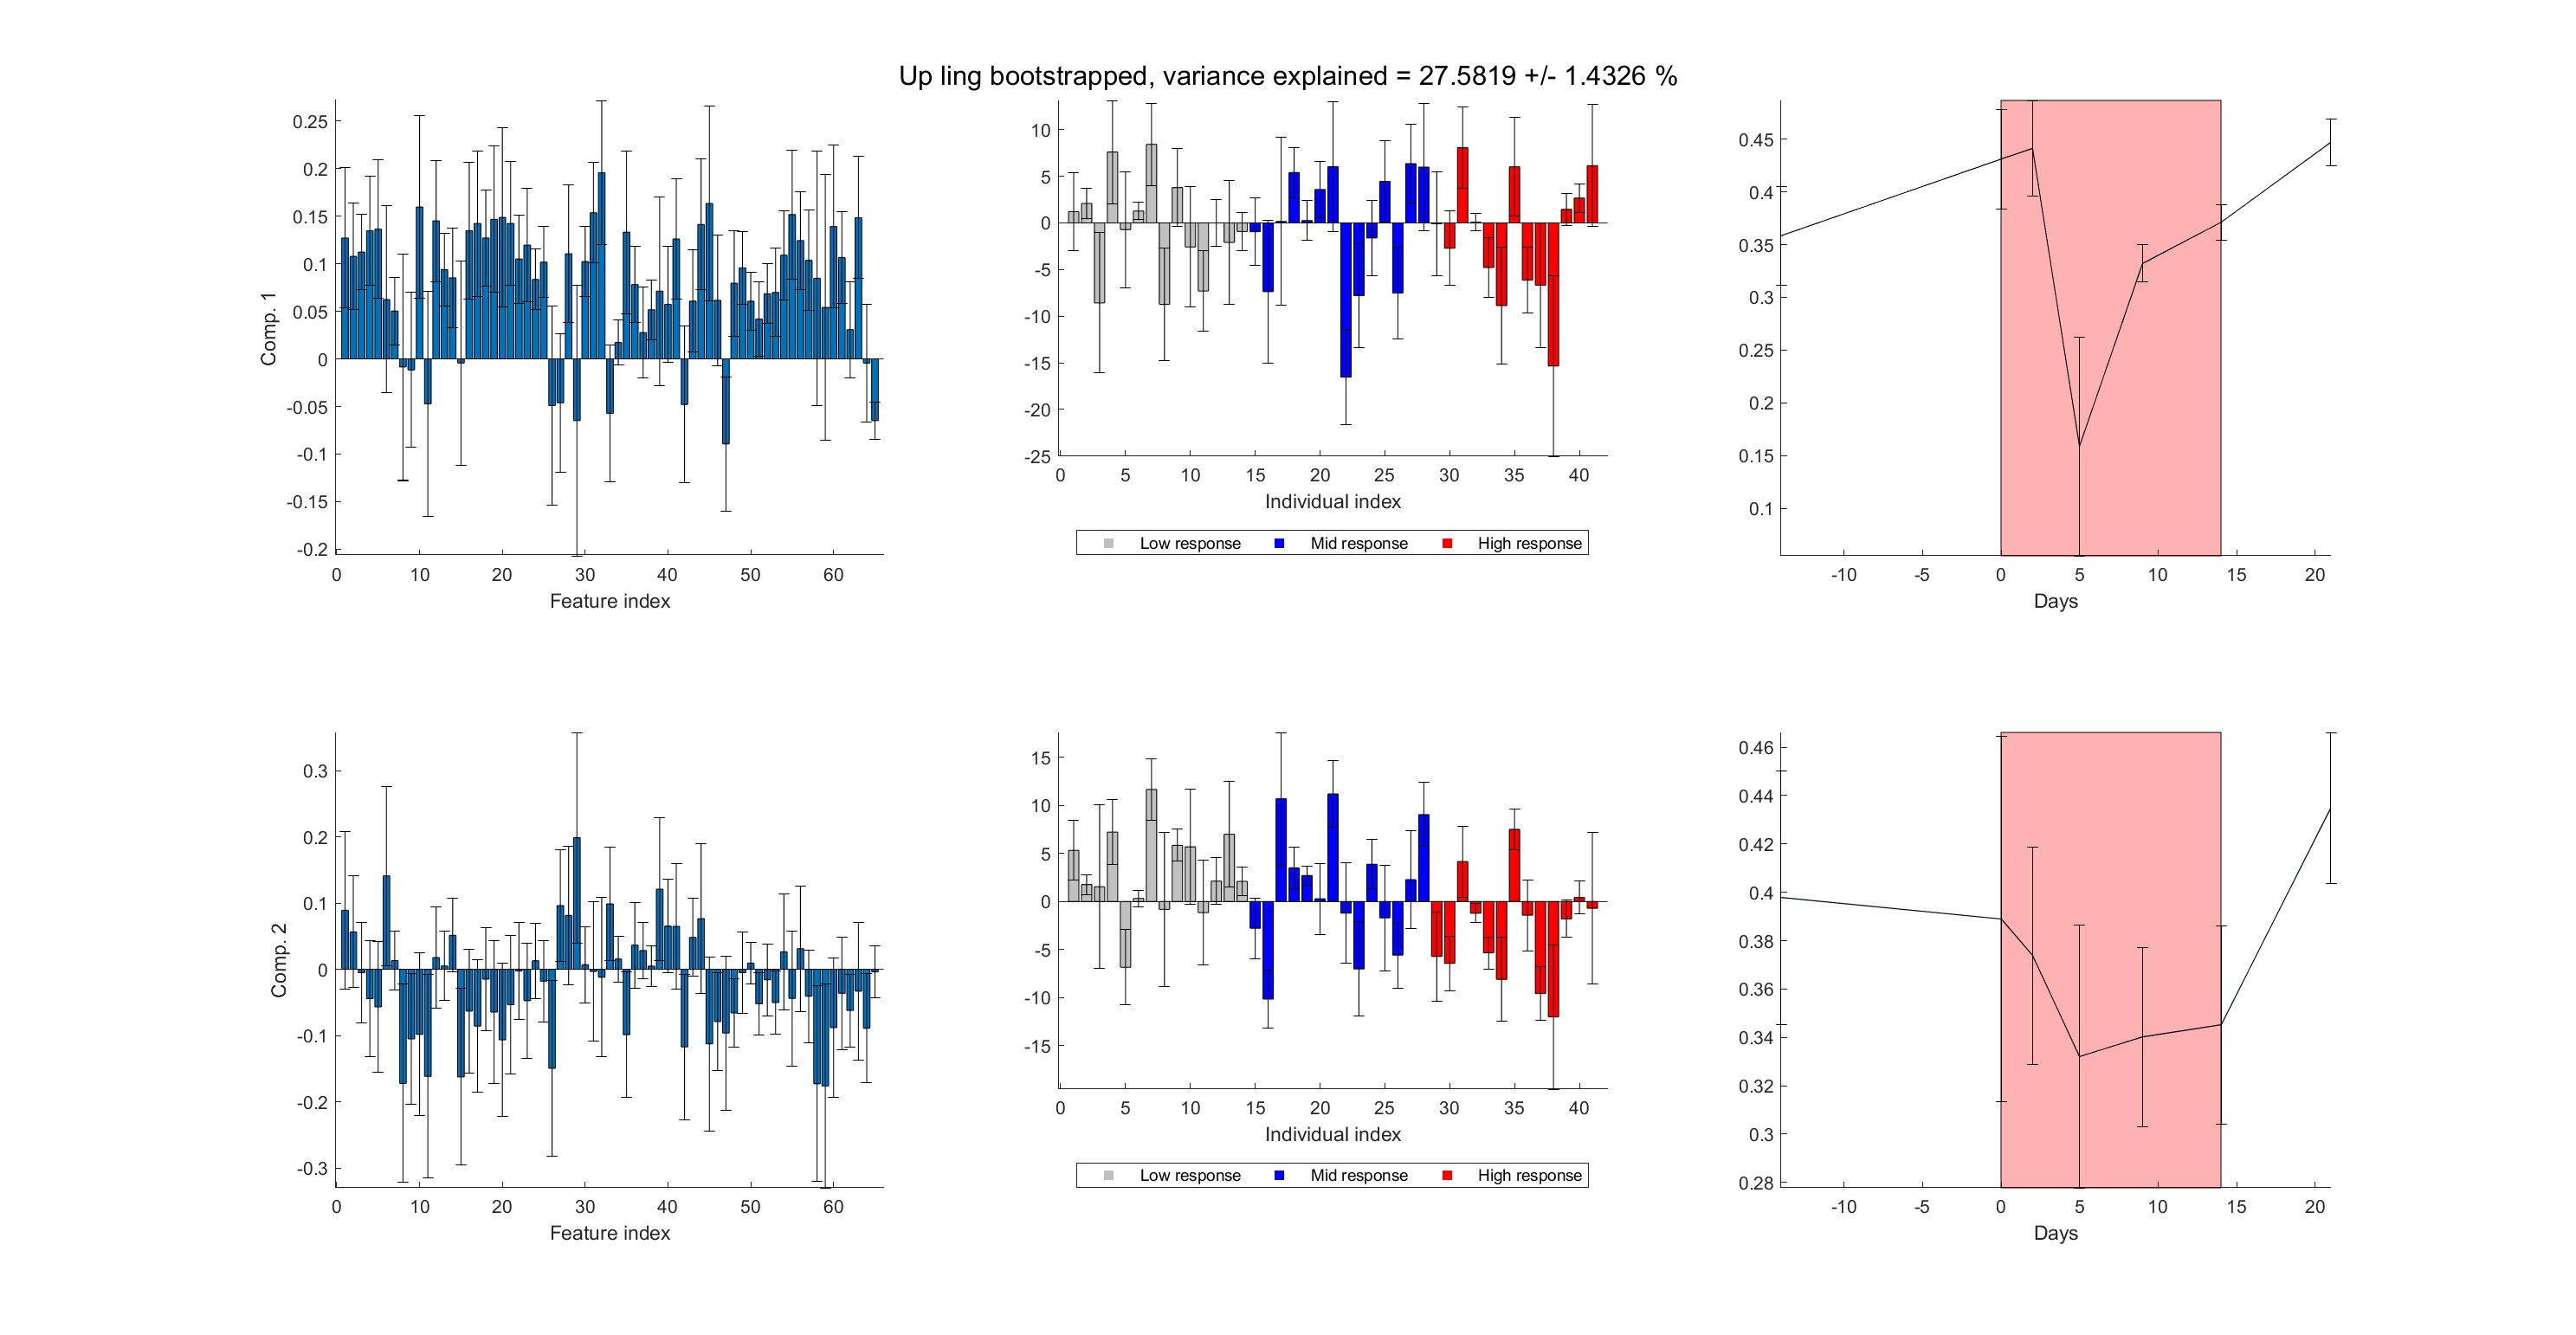 Up ling bootstrapped, variance explained = 27.5819 +/- 1.4326 %
Comp. 1
0.25
0.2
0.15
0.1
0.05
0
-0.05
-0.1
-0.15
-0.2
0 10 20 30 40 50 60
Feature index
10
5
0
-5
-10
-15
-20
-25
0 5 10 15 20 25 30 35 40
Individual index
Low response Mid response High response
0.45
0.4
0.35
0.3
0.25
0.2
0.15
0.1
-10 -5 0 5 10 15 20
Days
Comp. 2
0.3
0.2
0.1
0
-0.1
-0.2
-0.3
0 10 20 30 40 50 60
Feature index
15
10
5
0
-5
-10
-15
0 5 10 15 20 25 30 35 40
Individual index
Low response Mid response High response
0.46
0.44
0.42
0.4
0.38
0.36
0.34
0.32
0.3
0.28
-10 -5 0 5 10 15 20
Days